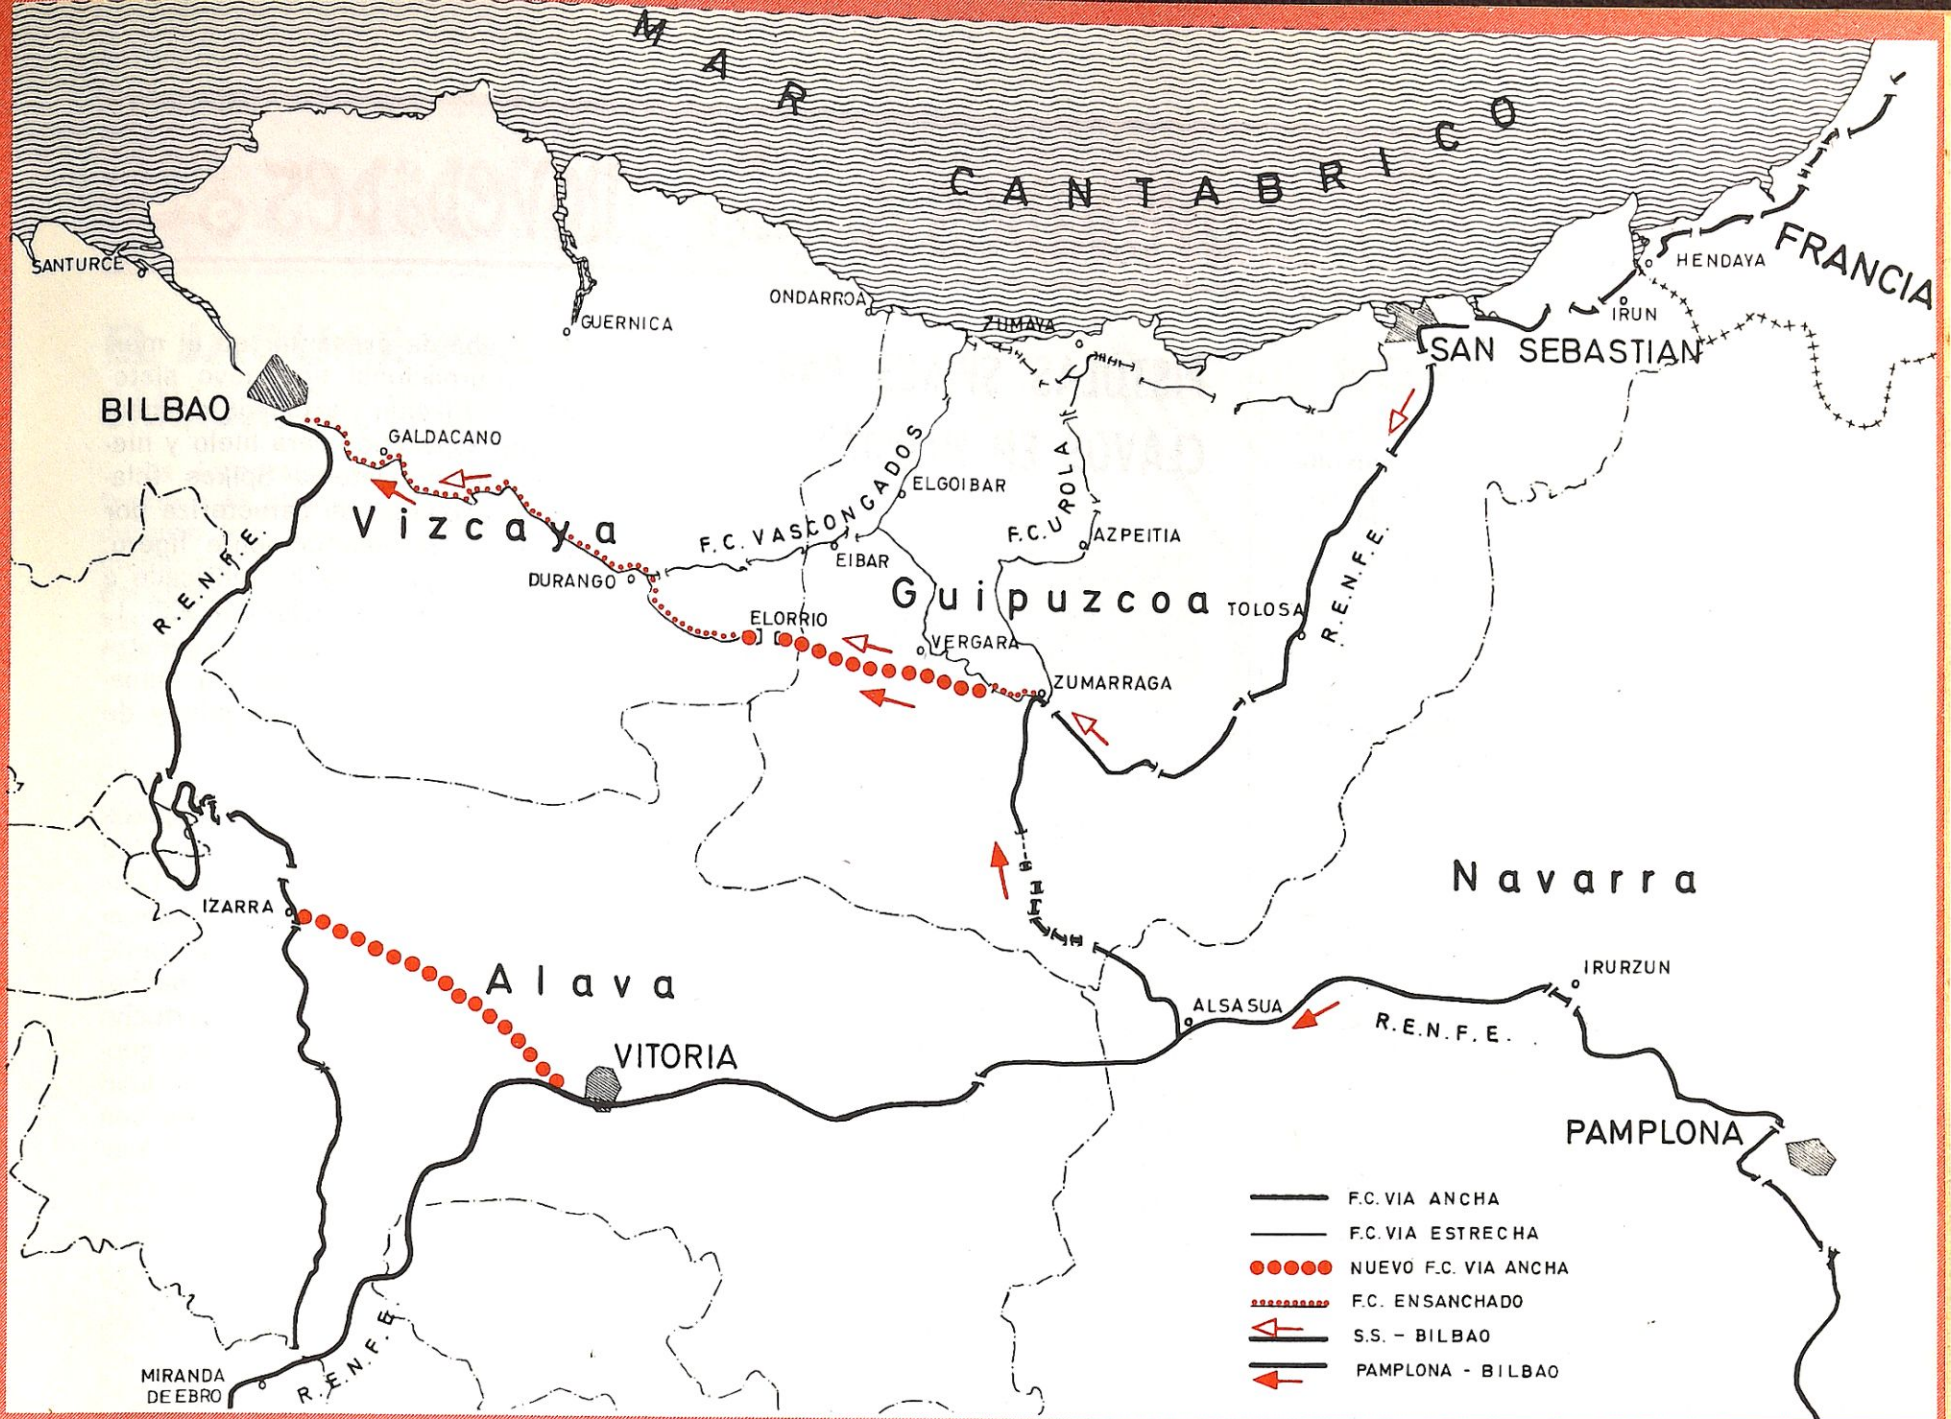 MAR
CANTABRICO
FRANCIA
SANTURCE
HENDAYA
ONDARROA
GUERNICA
ZUMAYA
IRUN
SAN SEBASTIAN
BILBAO
GALDACANO
ELGOIBAR
Vizcaya
F.C. VASCONGADOS
F.C. UROLA
AZPEITIA
EIBAR
R.E.N.F.E.
DURANGO
Guipuzcoa
TOLOSA
R.E.N.F.E.
ELORRIO
VERGARA
ZUMARRAGA
Navarra
IZARRA
Alava
IRURZUN
ALSASUA
R.E.N.F.E.
VITORIA
PAMPLONA
F.C. VIA ANCHA
F.C. VIA ESTRECHA
NUEVO F.C. VIA ANCHA
F.C. ENSANCHADO
S.S. - BILBAO
PAMPLONA - BILBAO
MIRANDA
DE EBRO
R.E.N.F.E.